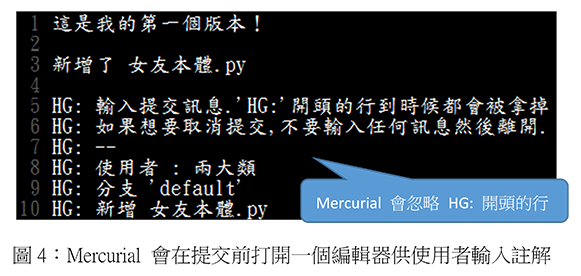 1 這是我的第一個版本！
2
3 新增了 女友本體.py
4
5 HG: 輸入提交訊息.'HG:'開頭的行到時候都會被拿掉
6 HG: 如果想要取消提交,不要輸入任何訊息然後離開.
7 HG: --
8 HG: 使用者 : 兩大類
9 HG: 分支 'default'
10 HG: 新增 女友本體.py
Mercurial 會忽略 HG: 開頭的行
圖 4：Mercurial 會在提交前打開一個編輯器供使用者輸入註解